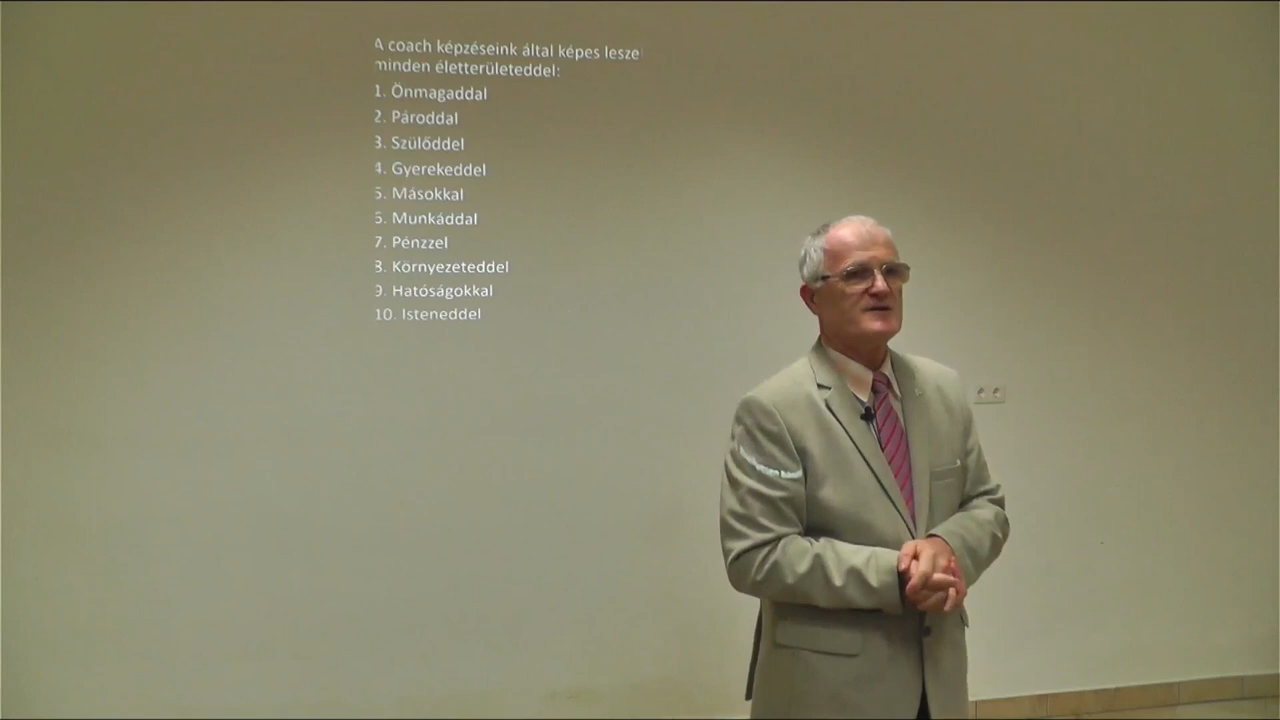 A coach képzéseink által képes lesze
minden életterületeddel:
1. Önmagaddal
2. Pároddal
3. Szülőddel
4. Gyerekeddel
5. Másokkal
6. Munkáddal
7. Pénzzel
8. Környezeteddel
9. Hatóságokkal
10. Isteneddel